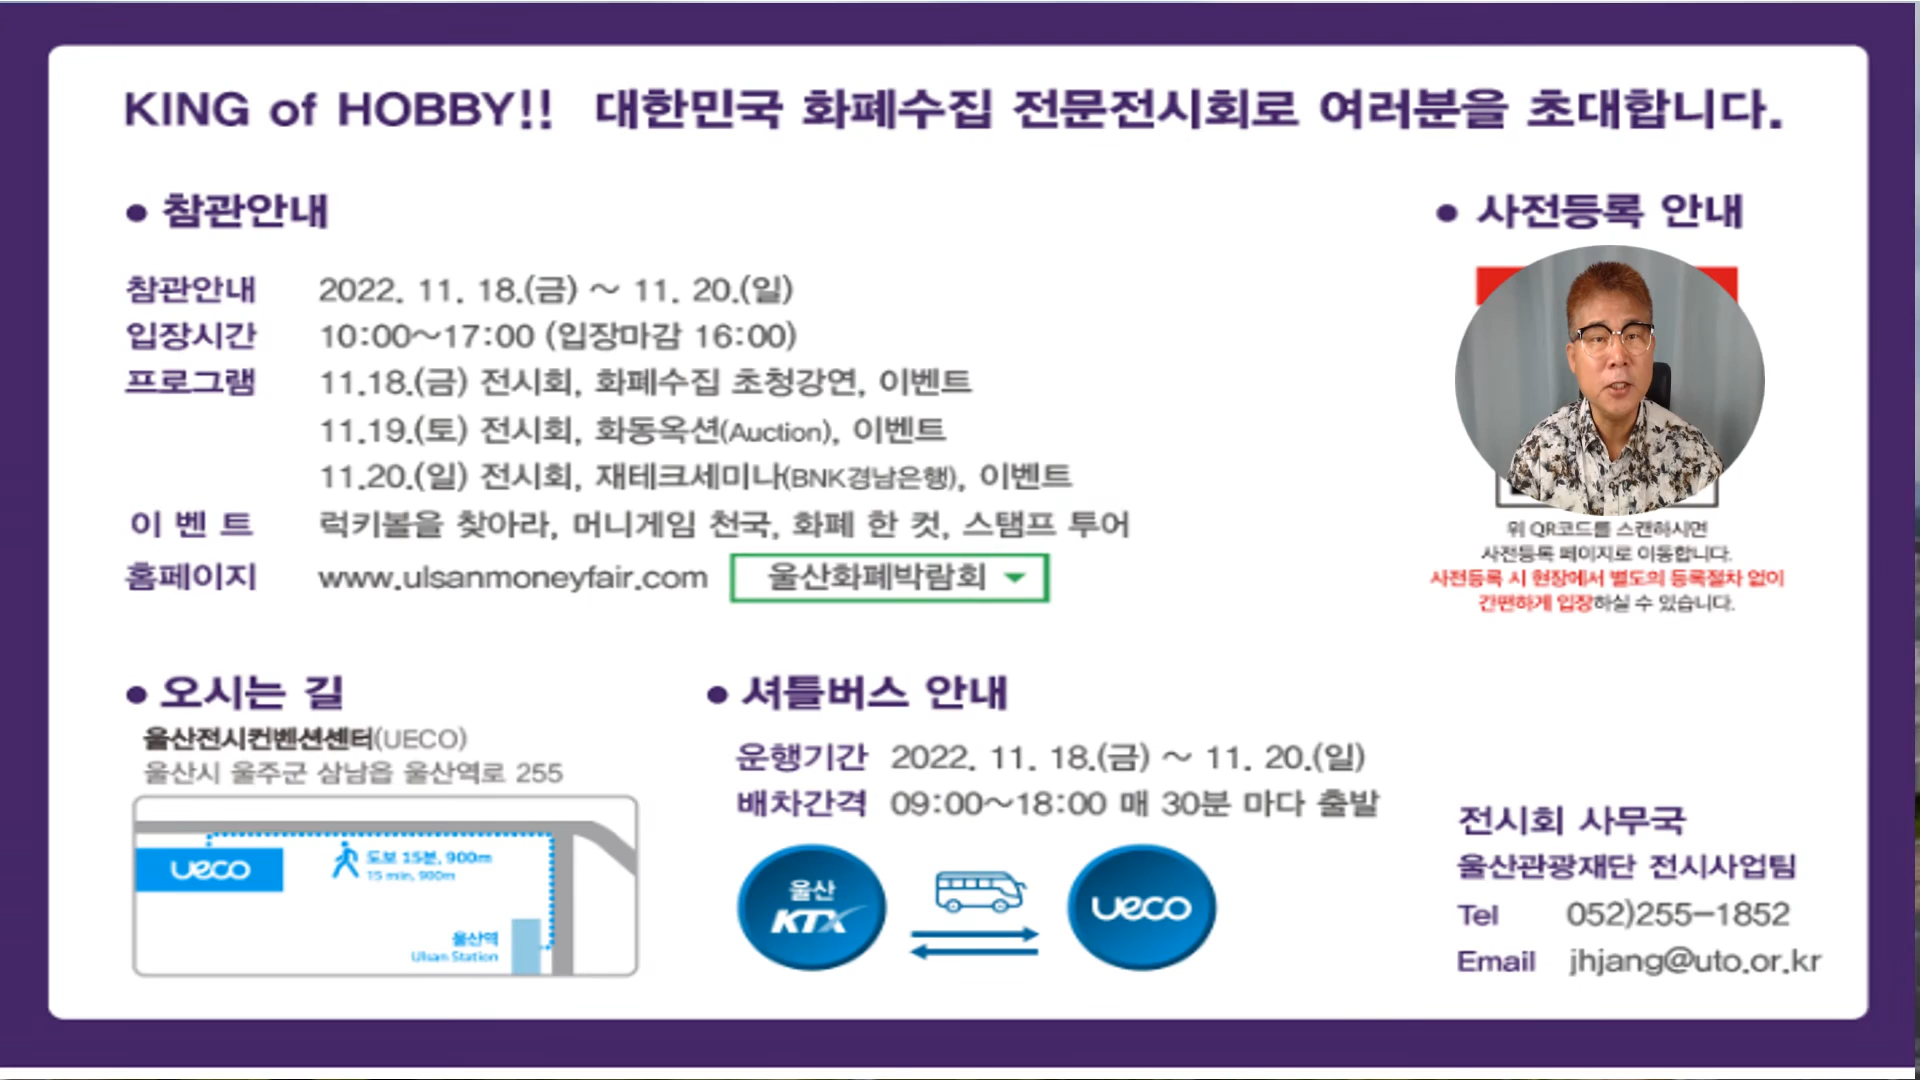 KING of HOBBY!! 대한민국 화폐수집 전문전시회로 여러분을 초대합니다.
• 참관안내
참관안내 2022. 11. 18.(금) ~ 11. 20.(일)
입장시간 10:00~17:00 (입장마감 16:00)
프로그램 11.18.(금) 전시회, 화폐수집 초청강연, 이벤트
11.19.(토) 전시회, 화동옥션(Auction), 이벤트
11.20.(일) 전시회, 재테크세미나(BNK경남은행), 이벤트
이 벤 트 럭키볼을 찾아라, 머니게임 천국, 화폐 한 컷, 스탬프 투어
홈페이지 www.ulsanmoneyfair.com 울산화폐박람회
• 사전등록 안내
위 QR코드를 스캔하시면
사전등록 페이지로 이동합니다.
사전등록 시 현장에서 별도의 등록절차 없이
간편하게 입장하실 수 있습니다.
• 오시는 길
울산전시컨벤션센터(UECO)
울산시 울주군 삼남읍 울산역로 255
ueco
도보 15분, 900m
15 min, 900m
울산역
Ulsan Station
• 셔틀버스 안내
운행기간 2022. 11. 18.(금) ~ 11. 20.(일)
배차간격 09:00~18:00 매 30분 마다 출발
울산
KTX
ueco
전시회 사무국
울산관광재단 전시사업팀
Tel 052)255-1852
Email jhjang@uto.or.kr